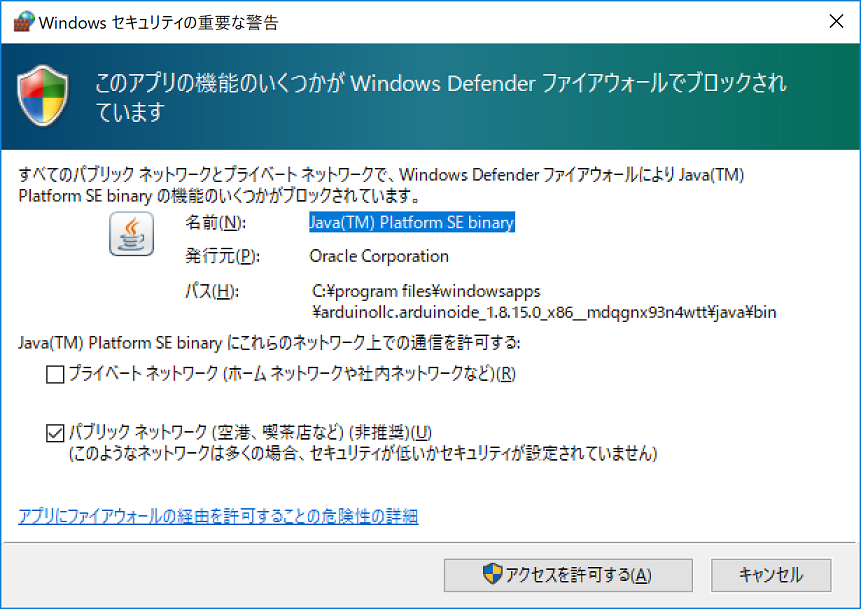 Windows セキュリティの重要な警告
このアプリの機能のいくつかが Windows Defender ファイアウォールでブロックされ
ています
すべてのパブリック ネットワークとプライベート ネットワークで、Windows Defender ファイアウォールにより Java(TM)
Platform SE binary の機能のいくつかがブロックされています。
名前(N): Java(TM) Platform SE binary
発行元(P): Oracle Corporation
パス(H): C:¥program files¥windowsapps
¥arduinollc.arduinoide_1.8.15.0_x86__mdqgnx93n4wtt¥java¥bin
Java(TM) Platform SE binary にこれらのネットワーク上での通信を許可する:
プライベート ネットワーク (ホーム ネットワークや社内ネットワークなど)(R)
パブリック ネットワーク (空港、喫茶店など) (非推奨)(U)
(このようなネットワークは多くの場合、セキュリティが低いかセキュリティが設定されていません)
アプリにファイアウォールの経由を許可することの危険性の詳細
アクセスを許可する(A) キャンセル